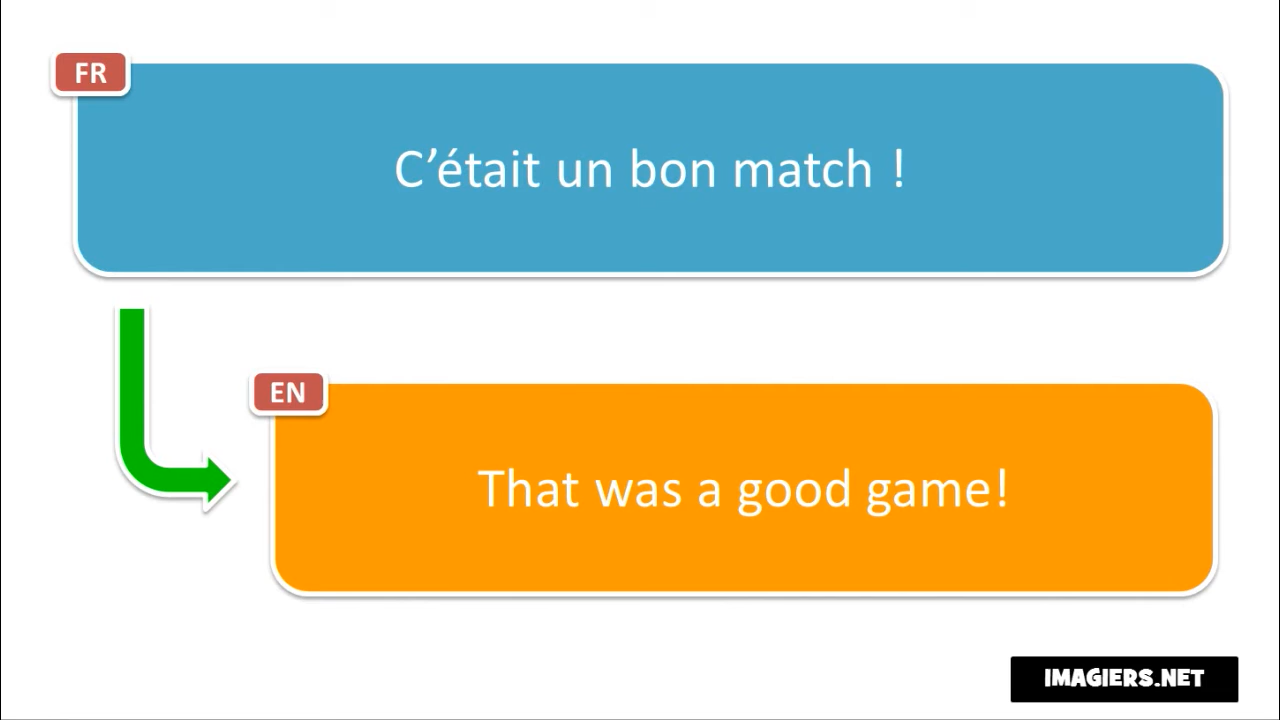 FR
C’était un bon match !
EN
That was a good game!
IMAGIERS.NET